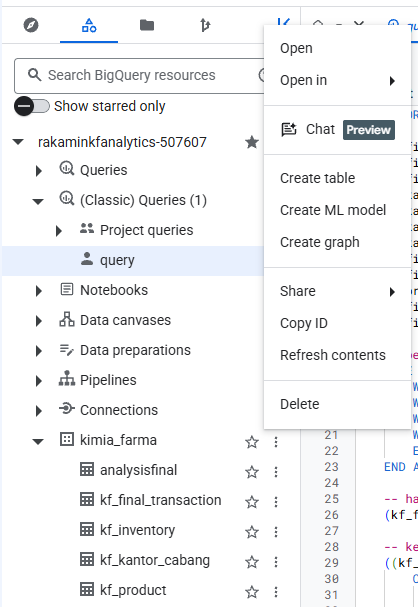 Search BigQuery resources
Show starred only
rakaminkfanalytics-507607
Queries
(Classic) Queries (1)
Project queries
query
Notebooks
Data canvases
Data preparations
Pipelines
Connections
kimia_farma
analysisfinal
kf_final_transaction
kf_inventory
kf_kantor_cabang
kf_product
Open
Open in
Chat Preview
Create table
Create ML model
Create graph
Share
Copy ID
Refresh contents
Delete
21
22 E
23 END A
24
25 -- ha
26 (kf_f
27
28 -- ke
29 ((kf_
30
31